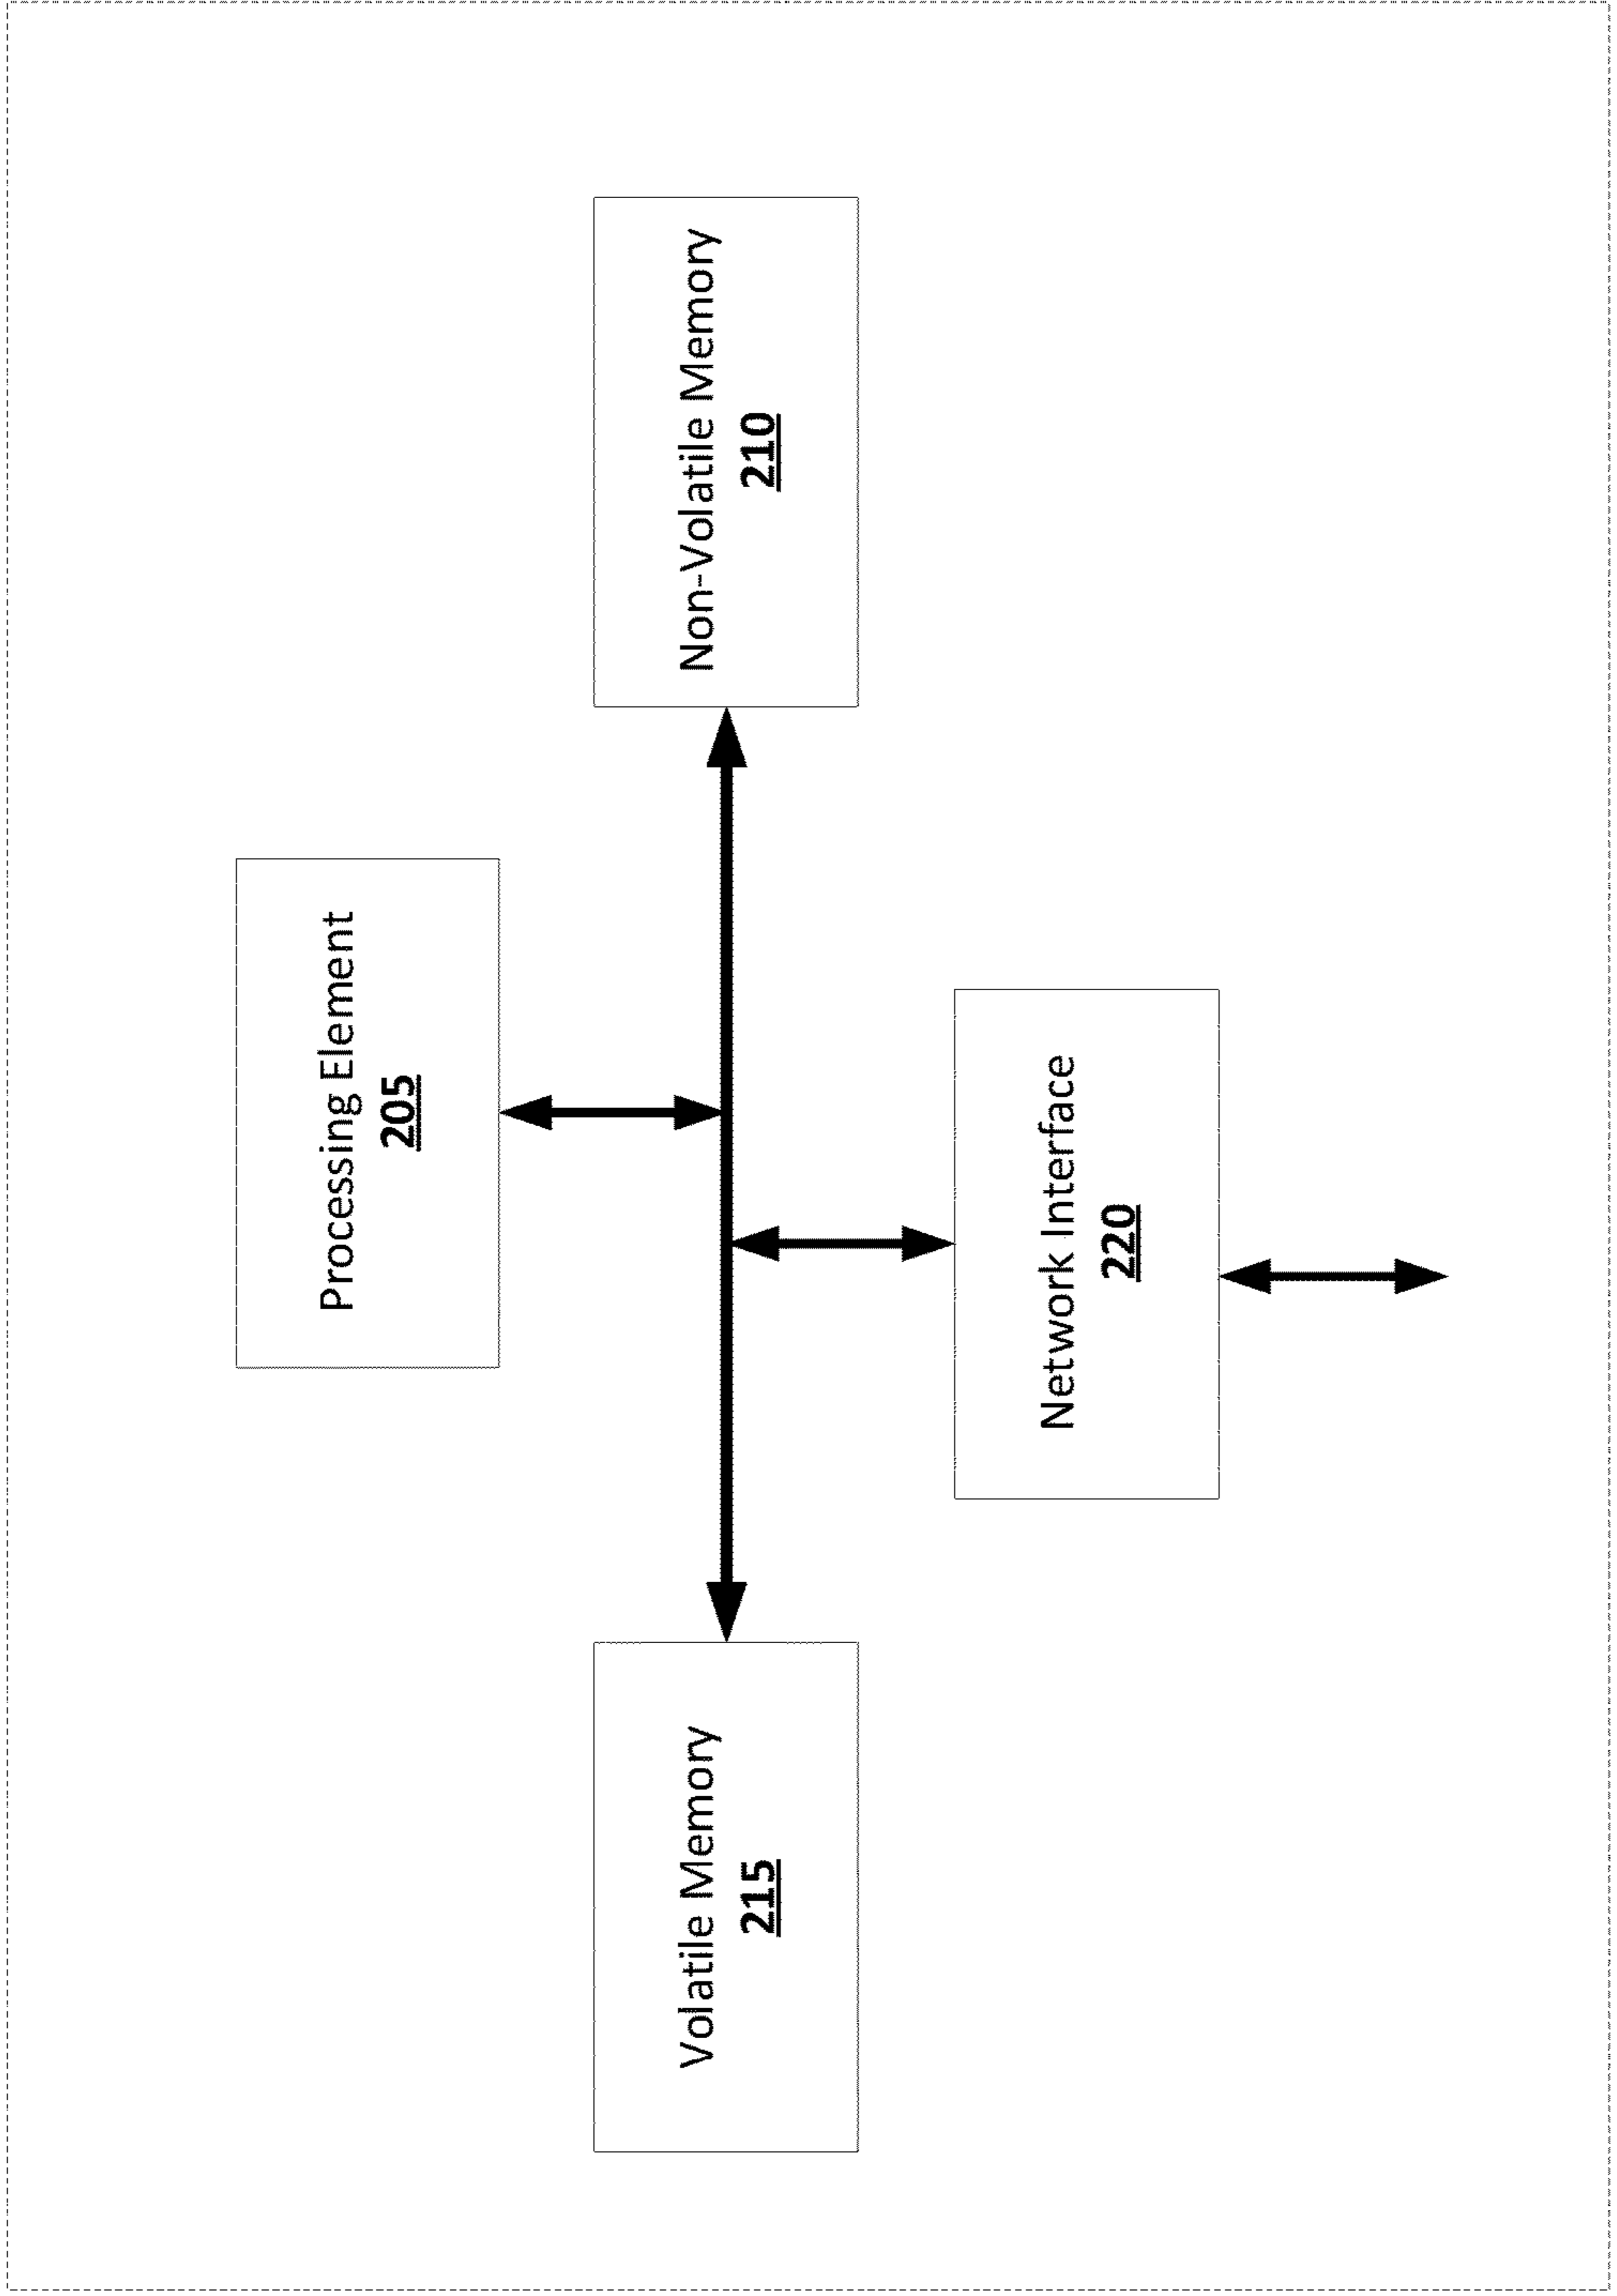 Processing Element
205
Volatile Memory
215
Non-Volatile Memory
210
Network Interface
220